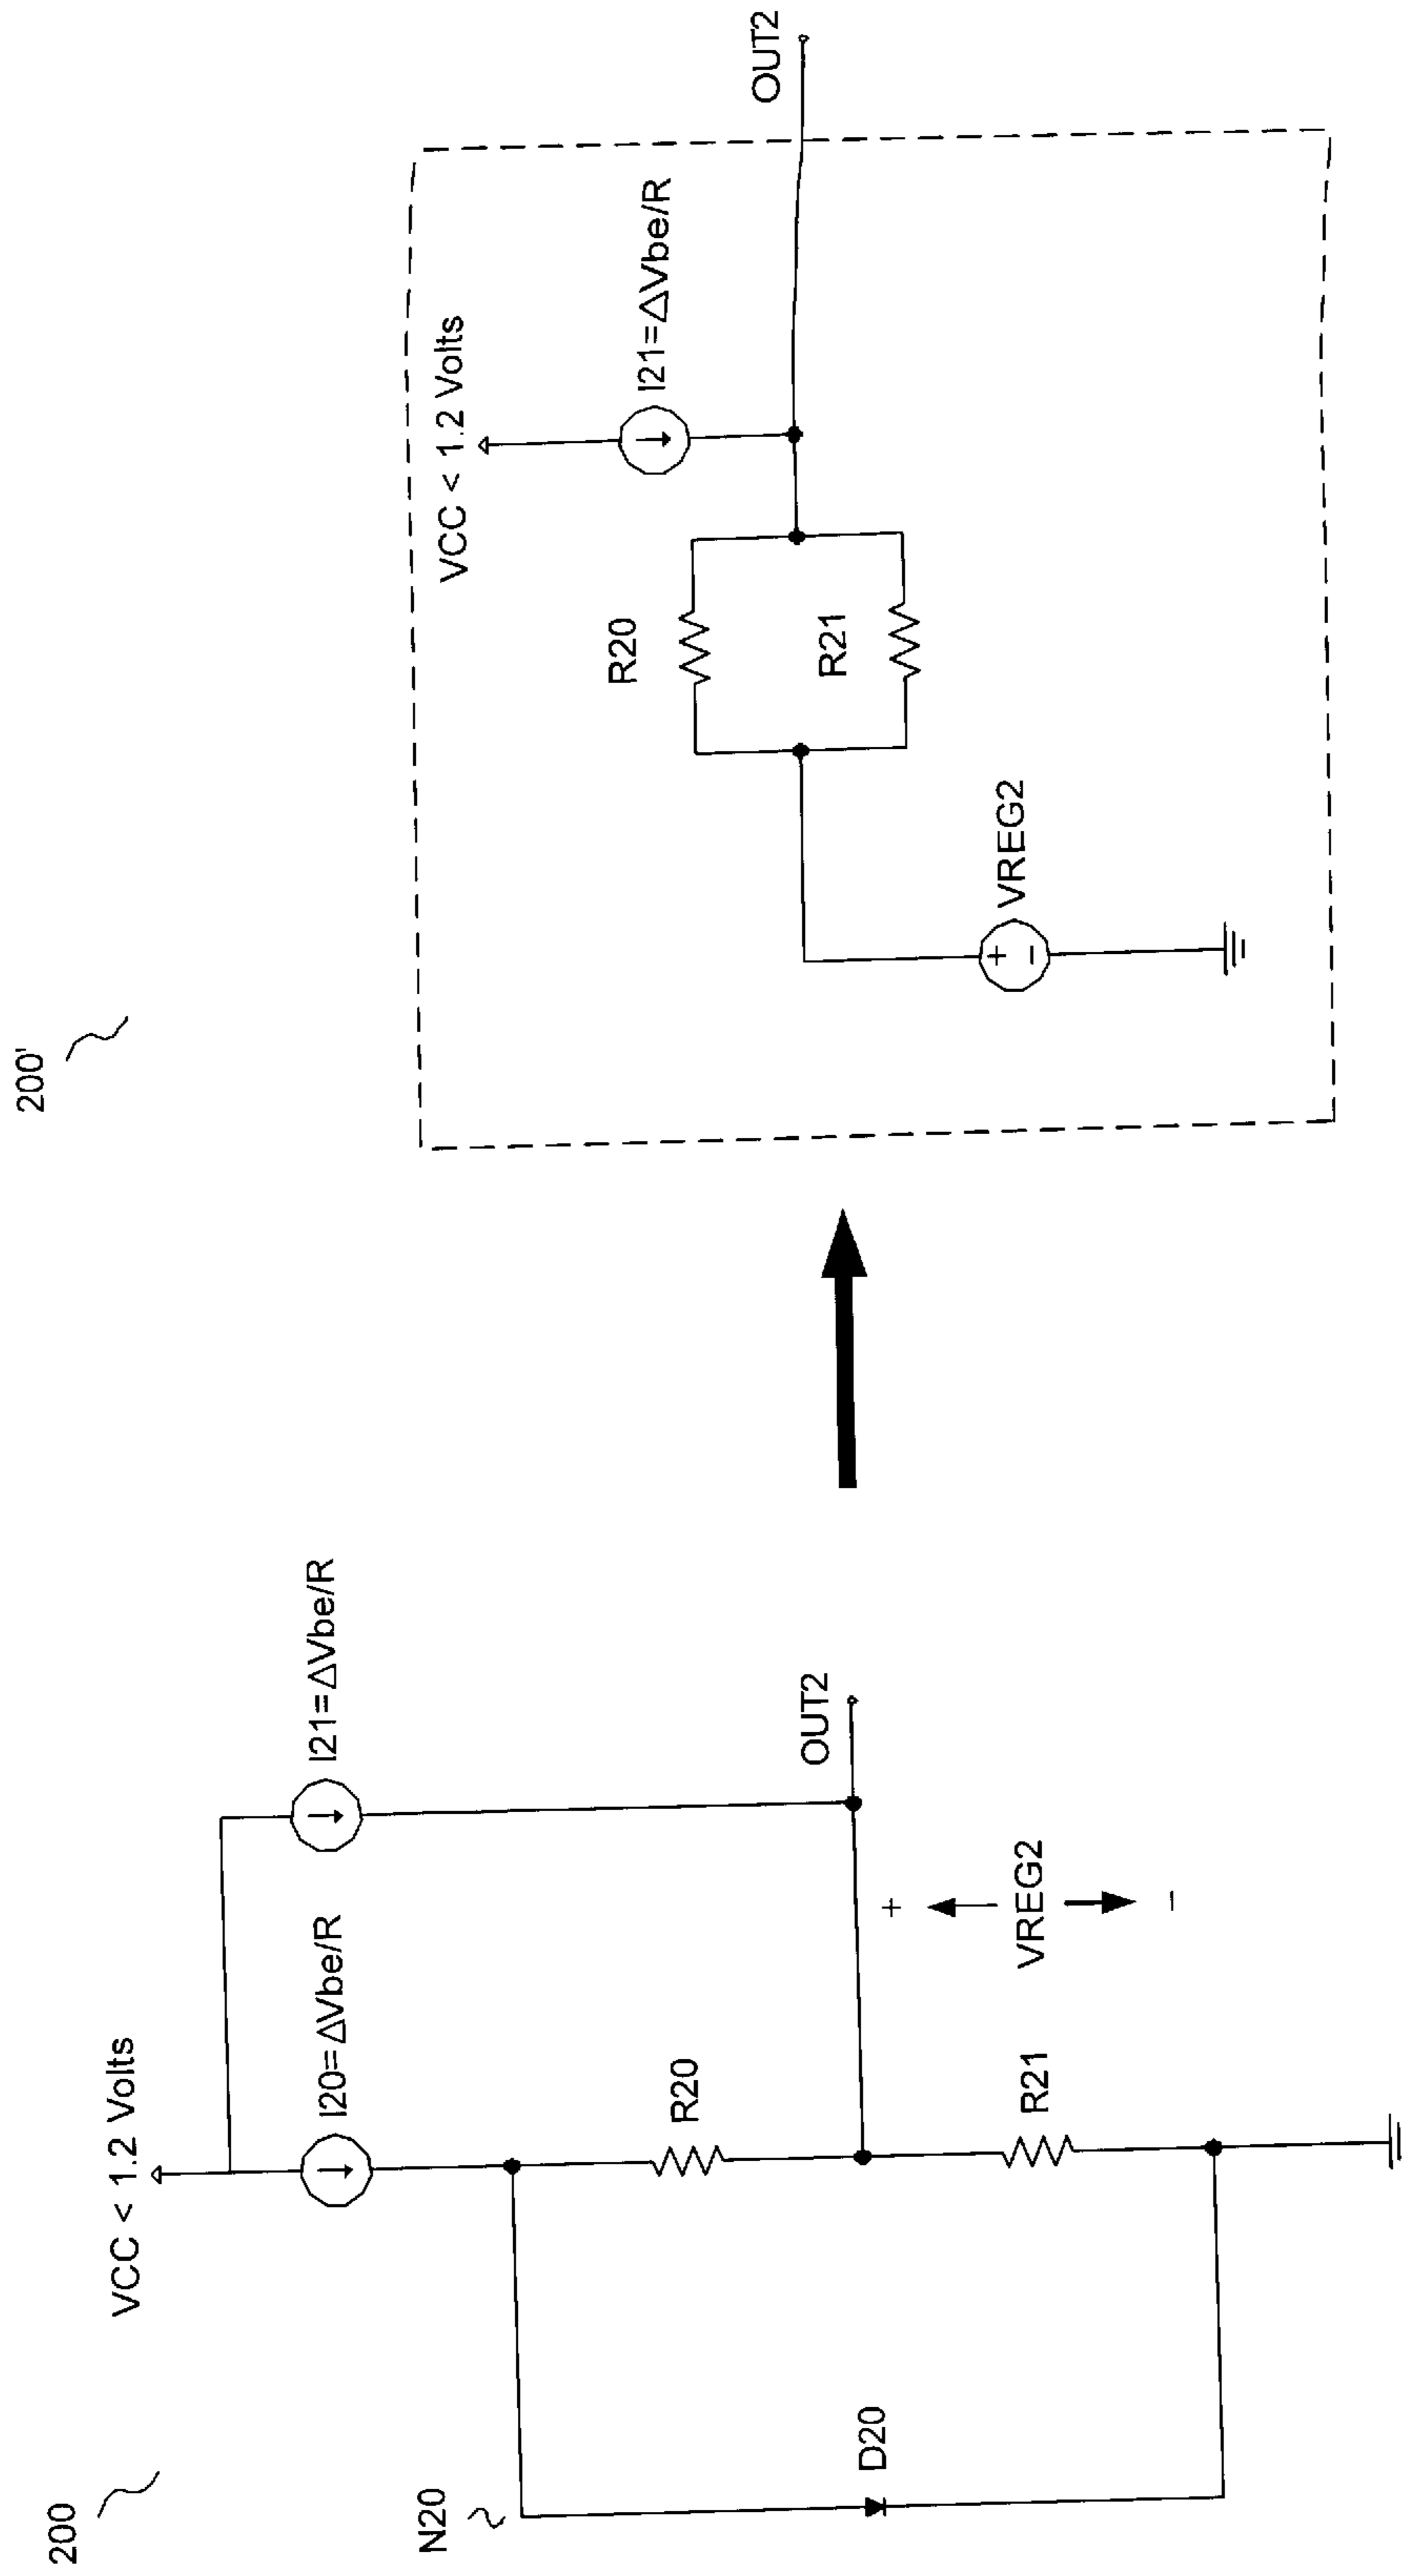 200
N20
D20
VCC < 1.2 Volts
I20=ΔVbe/R
I21=ΔVbe/R
R20
R21
+
VREG2
−
OUT2
200'
VCC < 1.2 Volts
I21=ΔVbe/R
R20
R21
+
−
VREG2
OUT2